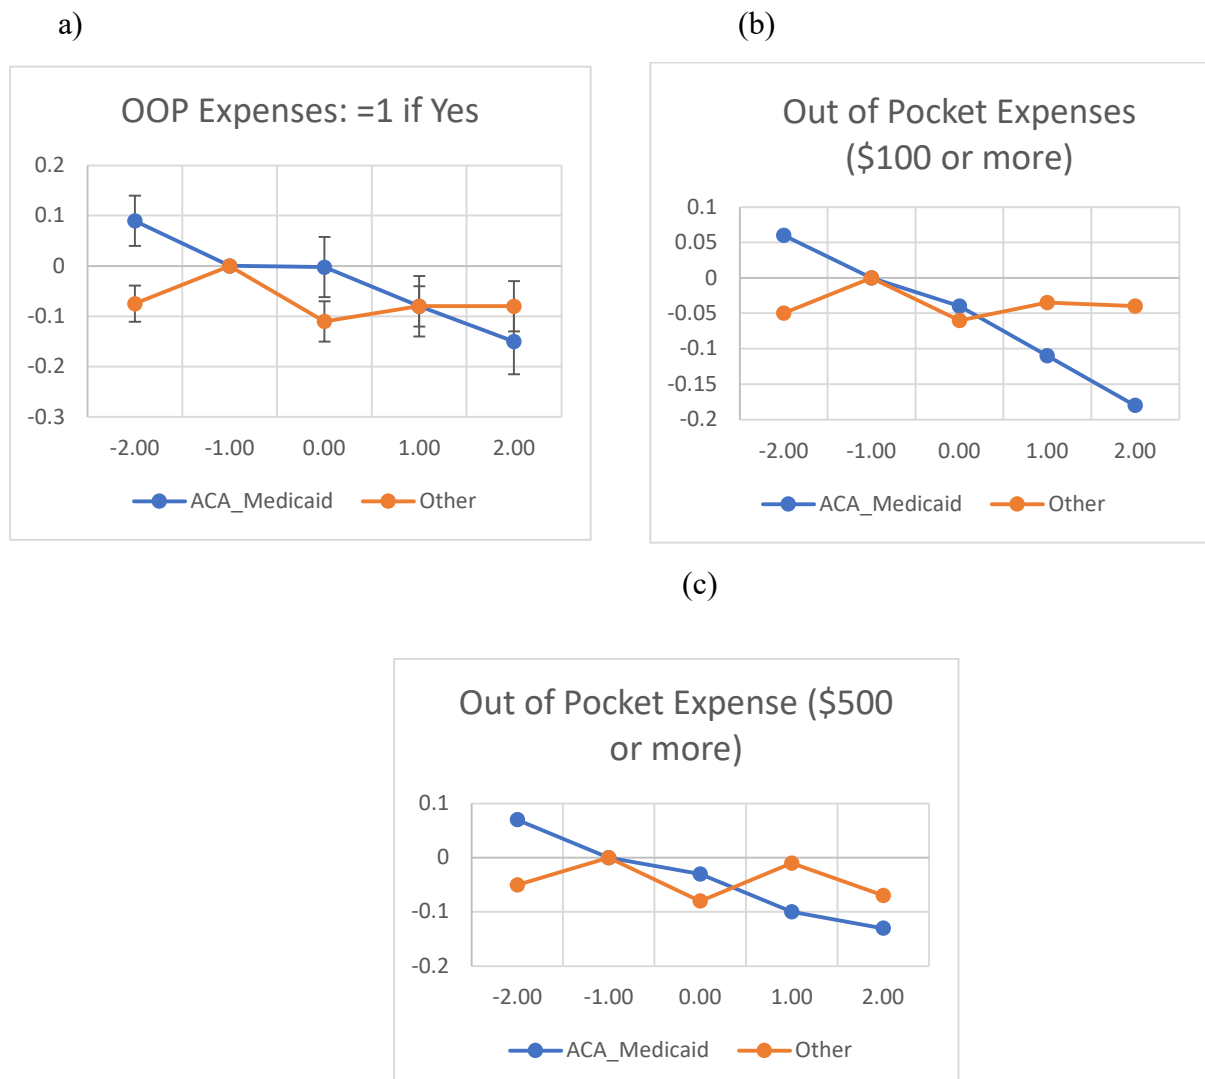 a)
(b)
OOP Expenses: =1 if Yes
0.2
0.1
0
-0.1
-0.2
-0.3
-2.00 -1.00 0.00 1.00 2.00
ACA_Medicaid Other
Out of Pocket Expenses
($100 or more)
0.1
0.05
0
-0.05
-0.1
-0.15
-0.2
-2.00 -1.00 0.00 1.00 2.00
ACA_Medicaid Other
(c)
Out of Pocket Expense ($500
or more)
0.1
0
-0.1
-0.2
-2.00 -1.00 0.00 1.00 2.00
ACA_Medicaid Other